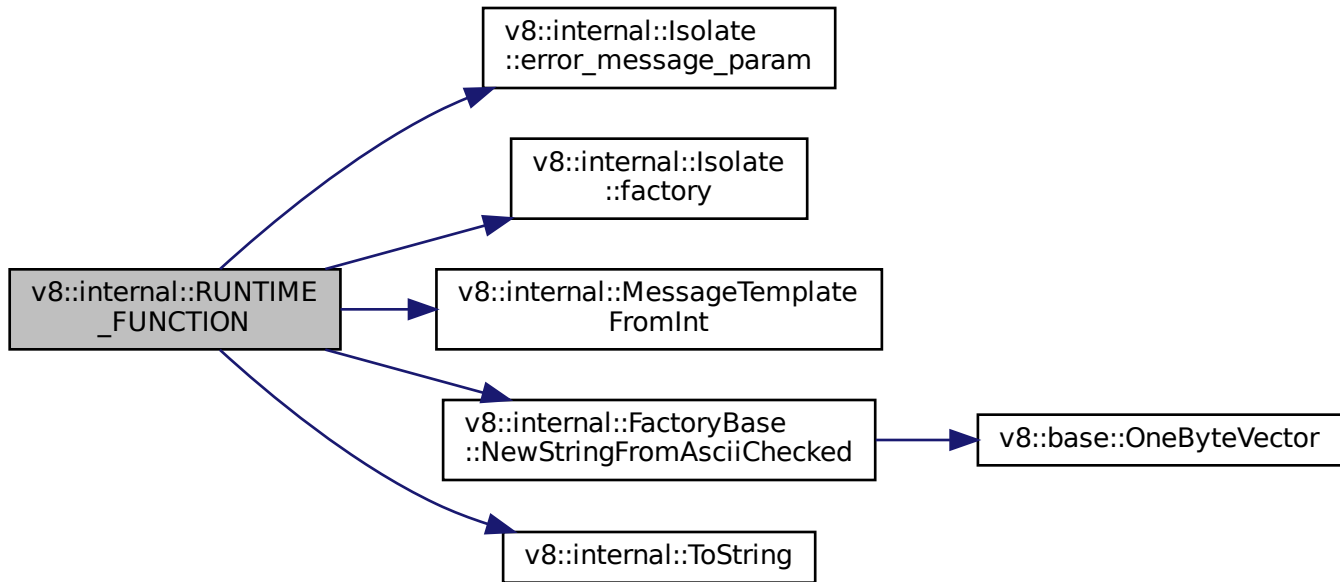 v8::internal::Isolate
::error_message_param
v8::internal::Isolate
::factory
v8::internal::RUNTIME
_FUNCTION
v8::internal::MessageTemplate
FromInt
v8::internal::FactoryBase
::NewStringFromAsciiChecked
v8::base::OneByteVector
v8::internal::ToString